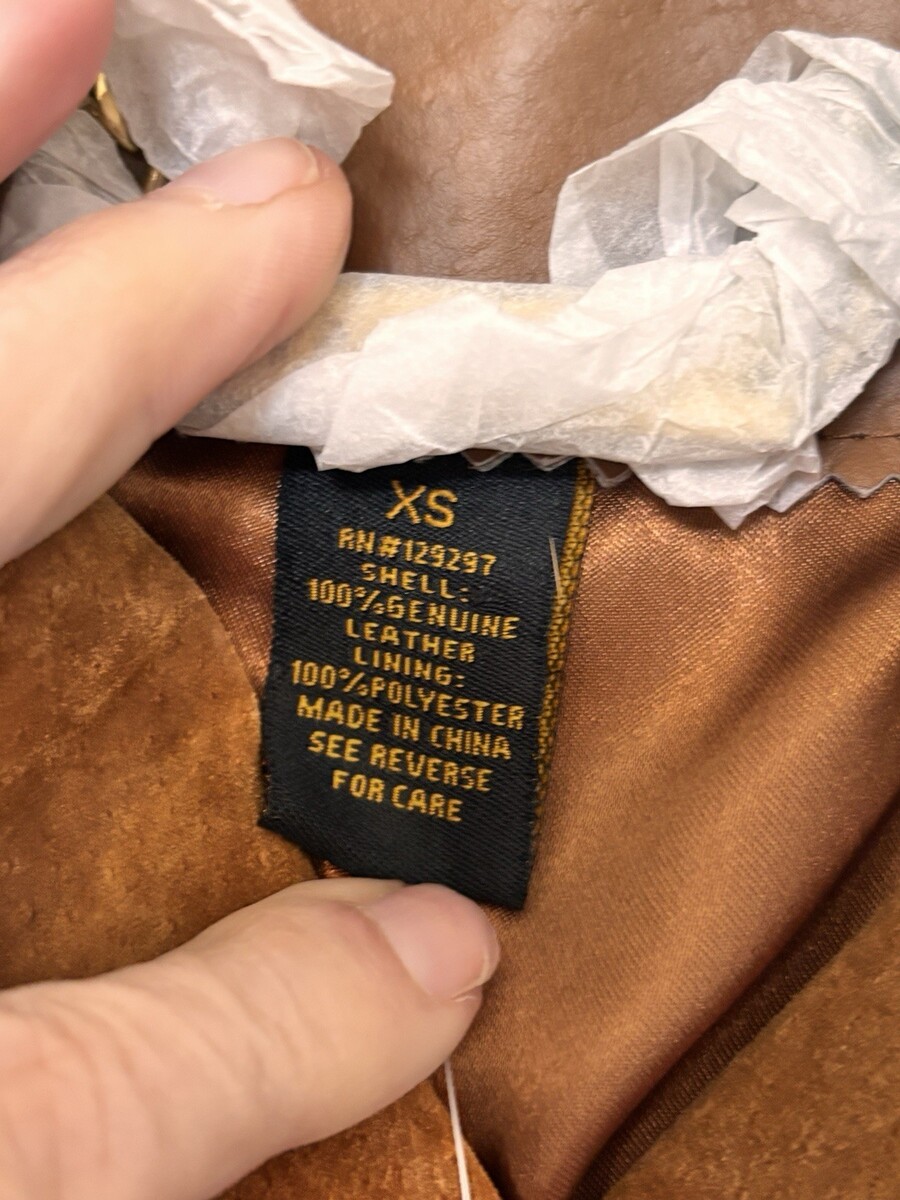 XS
RN#129297
SHELL:
100%GENUINE
LEATHER
LINING:
100%POLYESTER
MADE IN CHINA
SEE REVERSE
FOR CARE